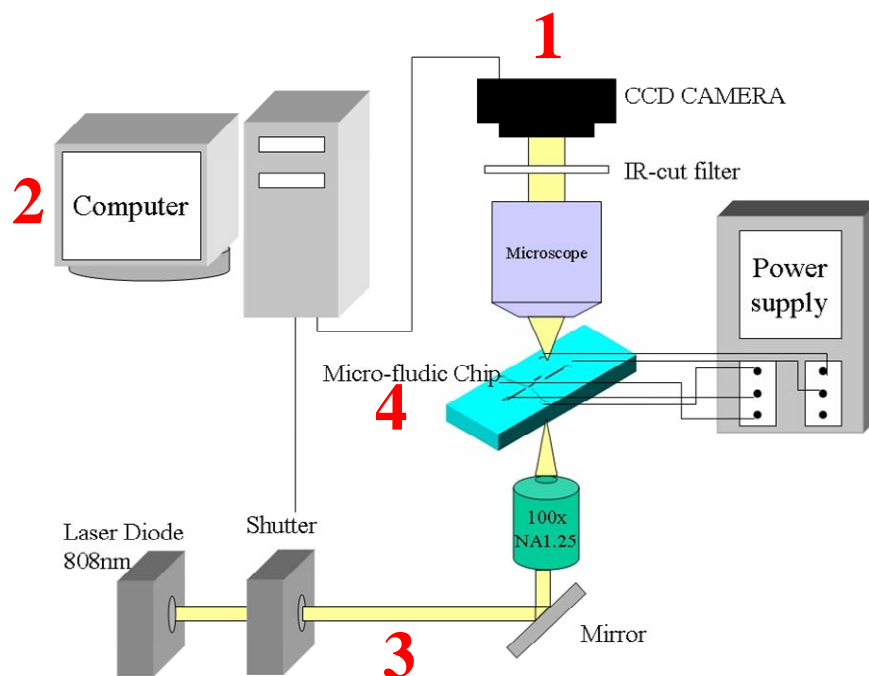 1
CCD CAMERA
IR-cut filter
2
Computer
Microscope
Power
supply
Micro-fludic Chip
4
100x
NA1.25
Laser Diode
808nm
Shutter
3
Mirror